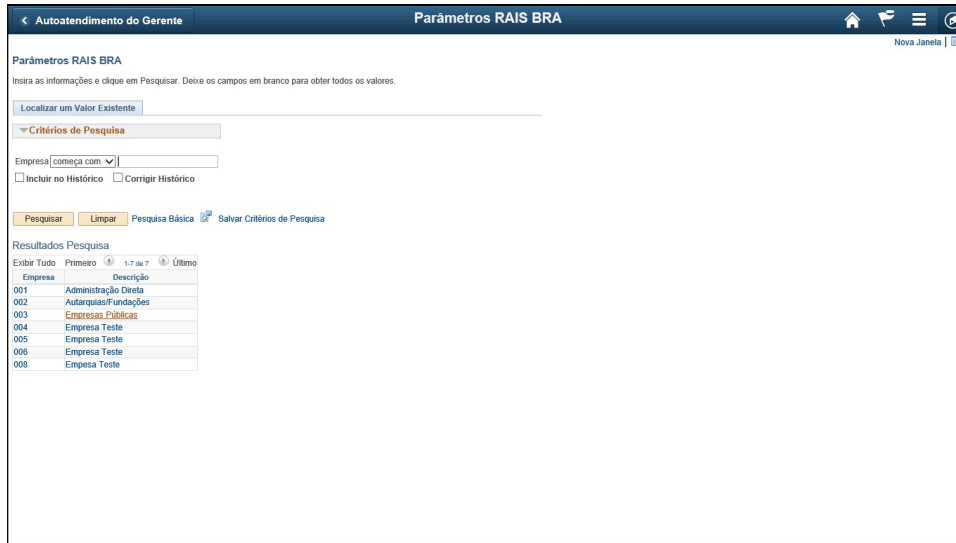 Autoatendimento do Gerente
Parâmetros RAIS BRA
Nova Janela |
Parâmetros RAIS BRA
Insira as informações e clique em Pesquisar. Deixe os campos em branco para obter todos os valores.
Localizar um Valor Existente
Critérios de Pesquisa
Empresa começa com
Incluir no Histórico Corrigir Histórico
Pesquisar Limpar Pesquisa Básica Salvar Critérios de Pesquisa
Resultados Pesquisa
Exibir Tudo Primeiro 1-7 de 7 Último
Empresa Descrição
001 Administração Direta
002 Autarquias/Fundações
003 Empresas Públicas
004 Empresa Teste
005 Empresa Teste
006 Empresa Teste
008 Empesa Teste